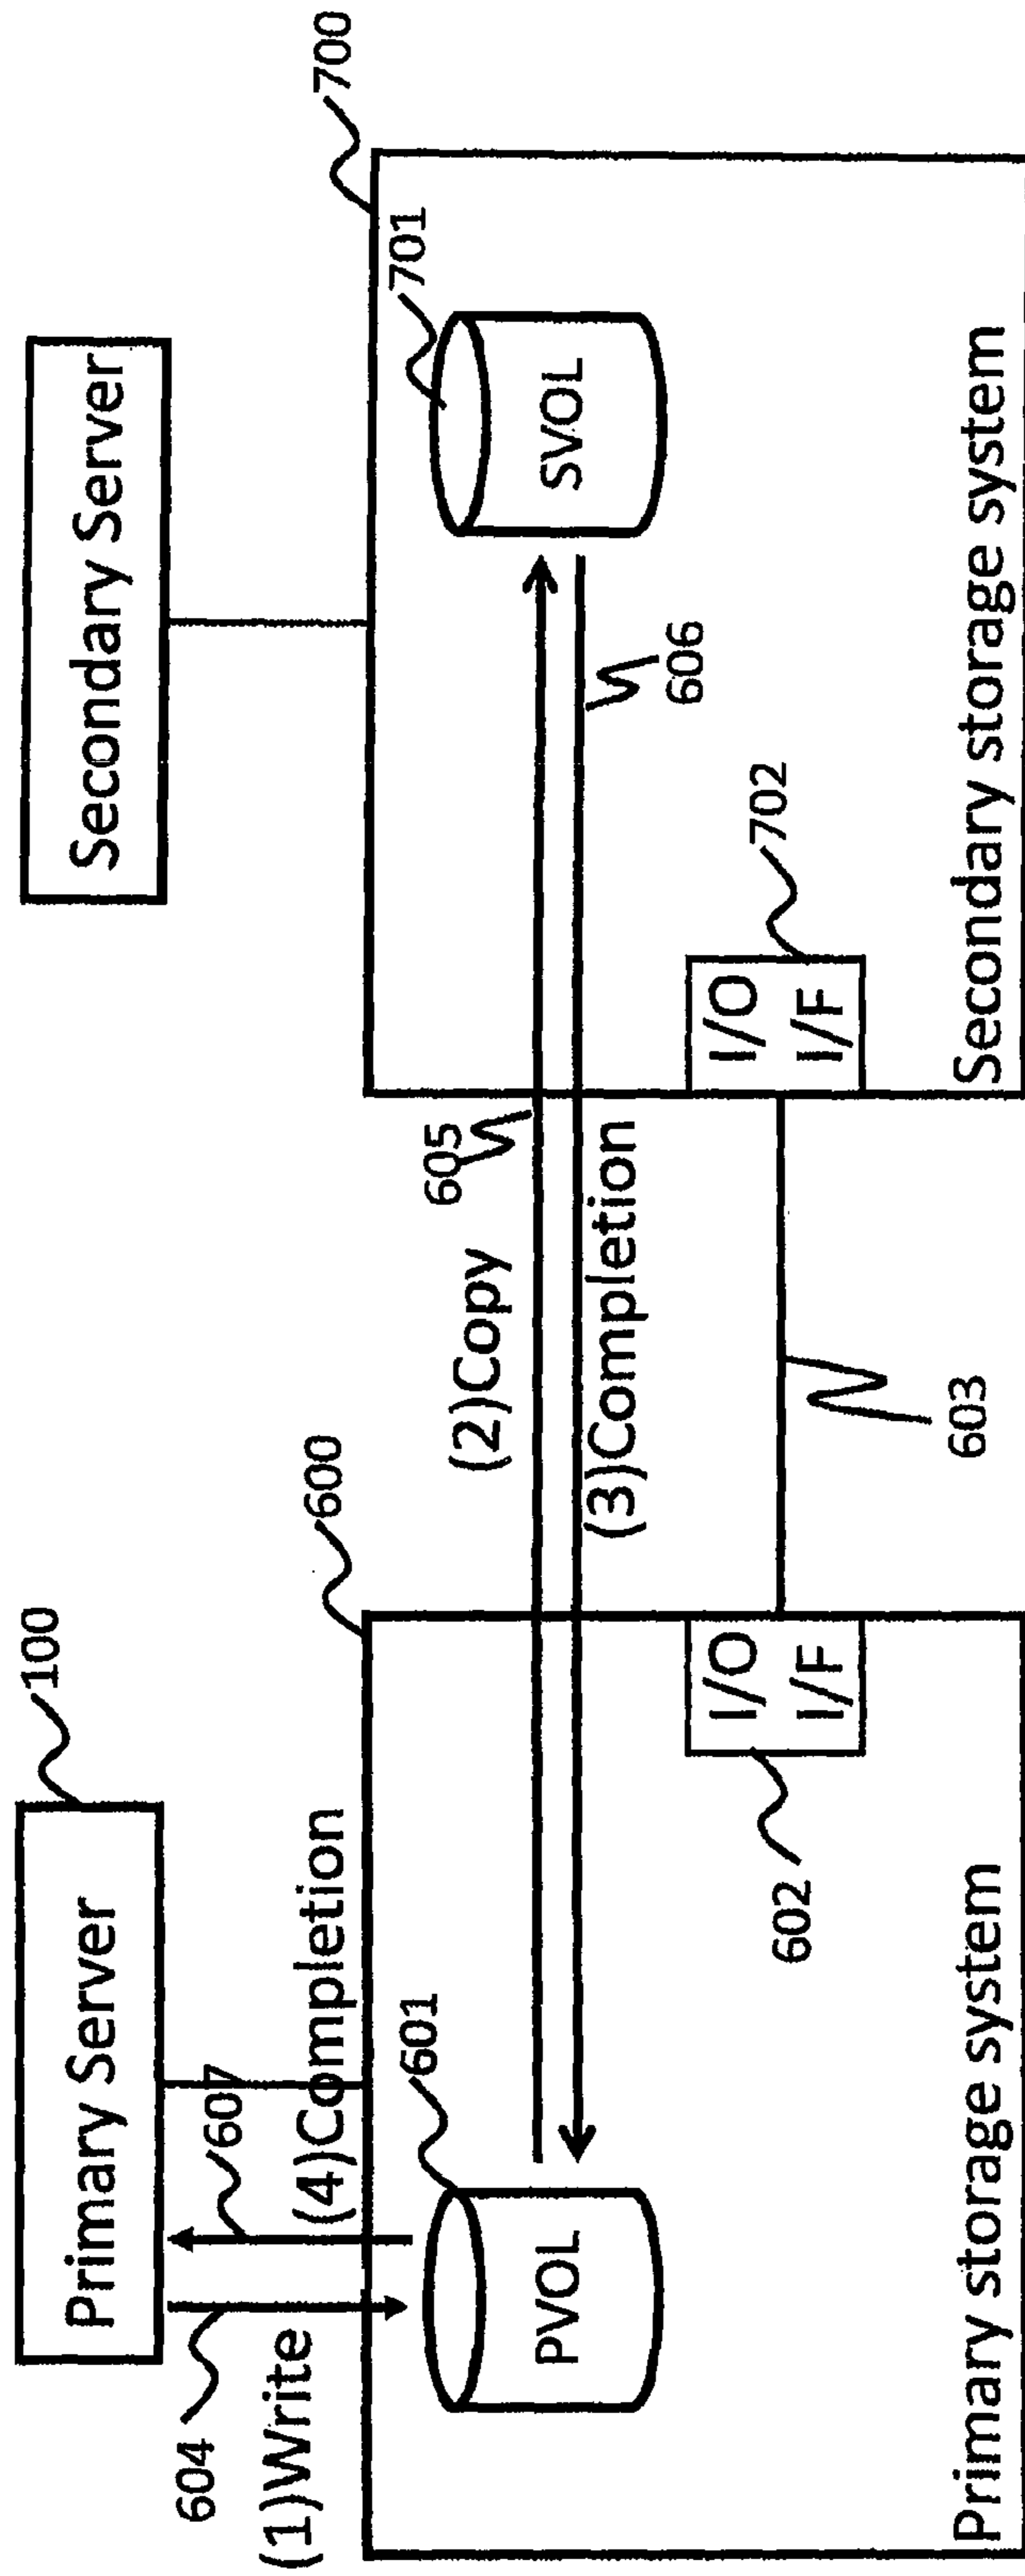 Primary Server
100
Secondary Server
604
(1)Write
607
(4)Completion
600
700
601
PVOL
(2)Copy
605
(3)Completion
701
SVOL
606
602
I/O
I/F
603
702
I/O
I/F
Primary storage system
Secondary storage system